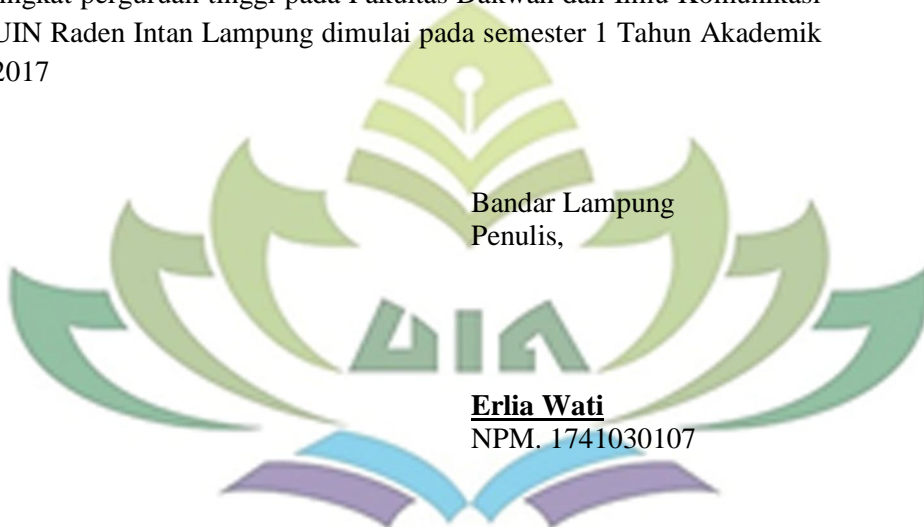 ingkat perguruan tinggi pada Fakultas Dakwah dan Ilmu Komunikasi
UIN Raden Intan Lampung dimulai pada semester 1 Tahun Akademik
2017
Bandar Lampung
Penulis,
UIN
Erlia Wati
NPM. 1741030107